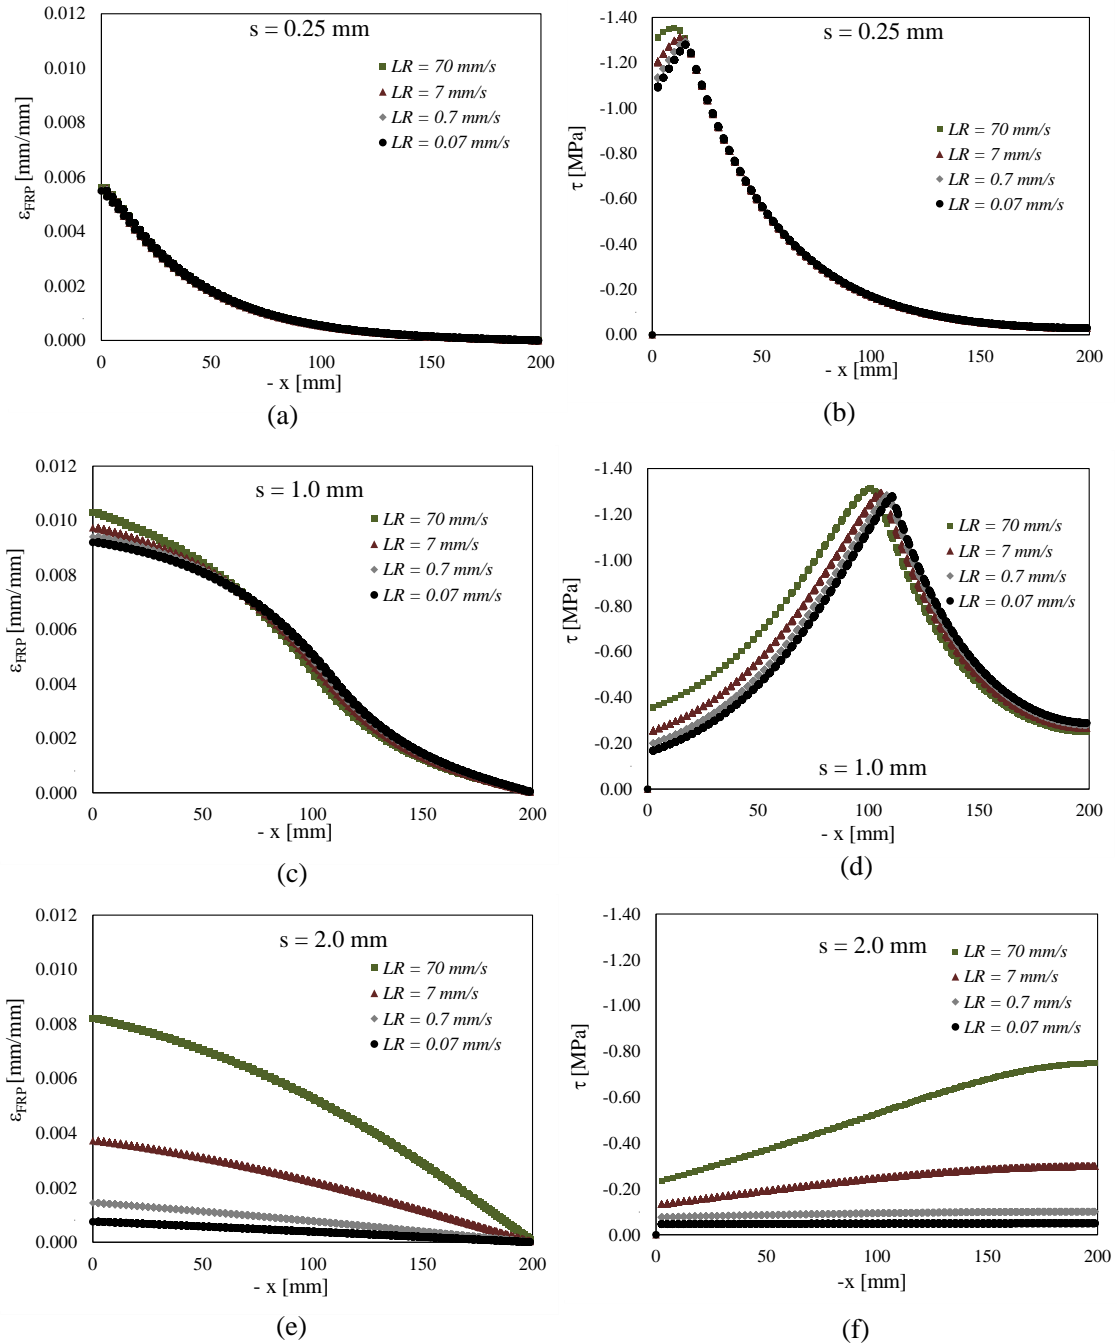 0.012
0.010
0.008
0.006
0.004
0.002
0.000
ε_FRP [mm/mm]
s = 0.25 mm
LR = 70 mm/s
LR = 7 mm/s
LR = 0.7 mm/s
LR = 0.07 mm/s
0 50 100 150 200
- x [mm]
(a)
-1.40
-1.20
-1.00
-0.80
-0.60
-0.40
-0.20
0.00
τ [MPa]
s = 0.25 mm
LR = 70 mm/s
LR = 7 mm/s
LR = 0.7 mm/s
LR = 0.07 mm/s
0 50 100 150 200
- x [mm]
(b)
0.012
0.010
0.008
0.006
0.004
0.002
0.000
ε_FRP [mm/mm]
s = 1.0 mm
LR = 70 mm/s
LR = 7 mm/s
LR = 0.7 mm/s
LR = 0.07 mm/s
0 50 100 150 200
- x [mm]
(c)
-1.40
-1.20
-1.00
-0.80
-0.60
-0.40
-0.20
0.00
τ [MPa]
LR = 70 mm/s
LR = 7 mm/s
LR = 0.7 mm/s
LR = 0.07 mm/s
s = 1.0 mm
0 50 100 150 200
- x [mm]
(d)
0.012
0.010
0.008
0.006
0.004
0.002
0.000
ε_FRP [mm/mm]
s = 2.0 mm
LR = 70 mm/s
LR = 7 mm/s
LR = 0.7 mm/s
LR = 0.07 mm/s
0 50 100 150 200
- x [mm]
(e)
-1.40
-1.20
-1.00
-0.80
-0.60
-0.40
-0.20
0.00
τ [MPa]
s = 2.0 mm
LR = 70 mm/s
LR = 7 mm/s
LR = 0.7 mm/s
LR = 0.07 mm/s
0 50 100 150 200
-x [mm]
(f)